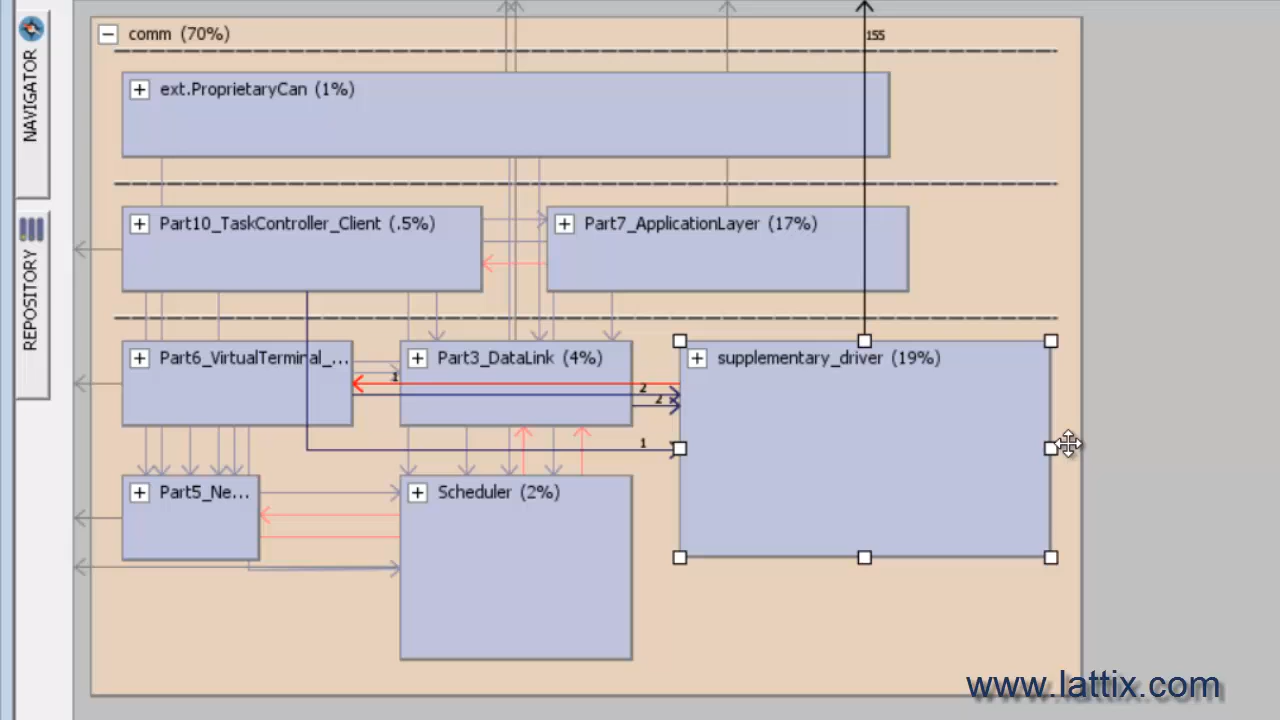 NAVIGATOR
REPOSITORY
comm (70%)
155
ext.ProprietaryCan (1%)
Part10_TaskController_Client (.5%)
Part7_ApplicationLayer (17%)
Part6_VirtualTerminal_...
Part3_DataLink (4%)
supplementary_driver (19%)
1
2
2
1
Part5_Ne...
Scheduler (2%)
www.lattix.com